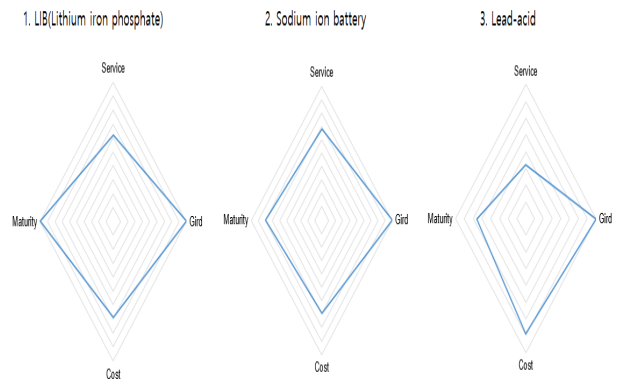 1. LIB(Lithium iron phosphate)
2. Sodium ion battery
3. Lead-acid
Service
Maturity
Gird
Cost
Service
Maturity
Gird
Cost
Service
Maturity
Gird
Cost